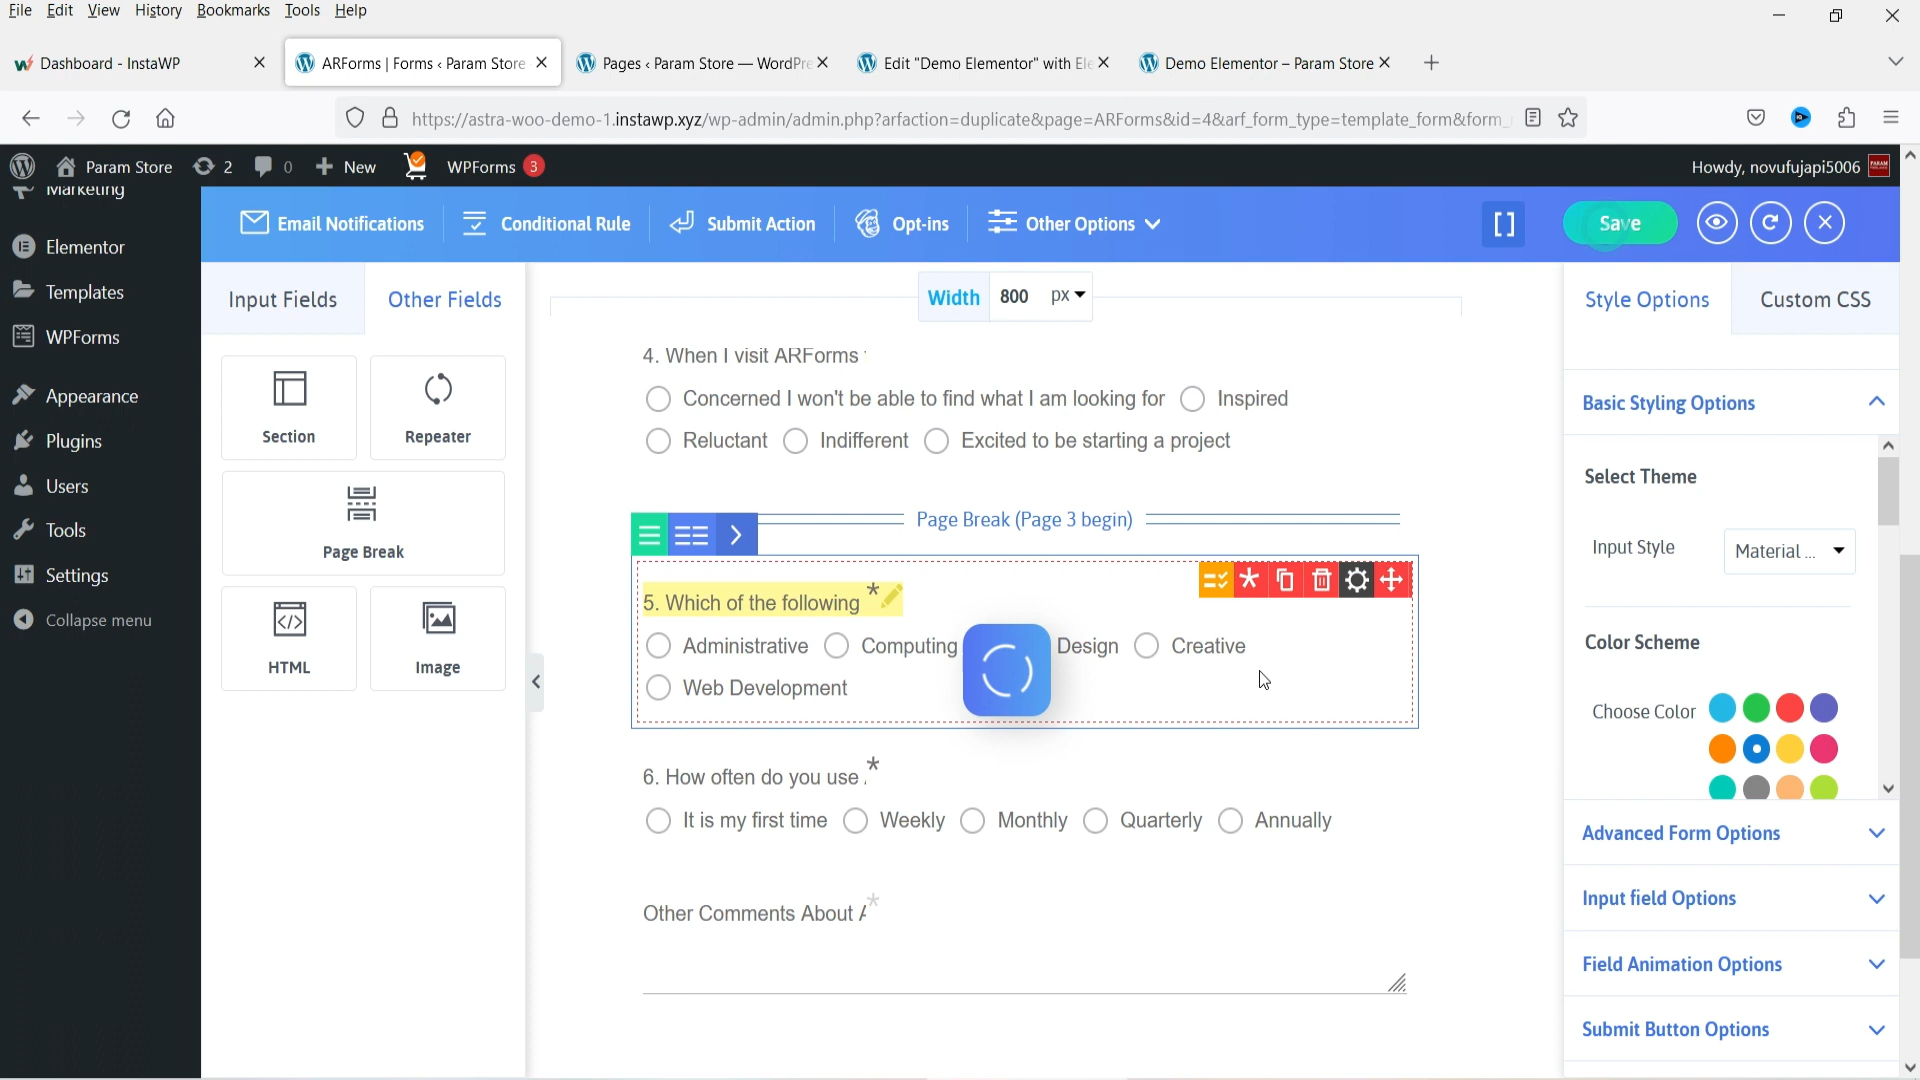 File Edit View History Bookmarks Tools Help
Dashboard - InstaWP
ARForms | Forms ‹ Param Store
Pages ‹ Param Store — WordPre
Edit "Demo Elementor" with Ele
Demo Elementor – Param Store
https://astra-woo-demo-1.instawp.xyz/wp-admin/admin.php?arfaction=duplicate&page=ARForms&id=4&arf_form_type=template_form&form_
Param Store 2 0 New WPForms 3
Howdy, novufujapi5006
Marketing
Elementor
Templates
WPForms
Appearance
Plugins
Users
Tools
Settings
Collapse menu
Email Notifications
Conditional Rule
Submit Action
Opt-ins
Other Options
Save
Input Fields
Other Fields
Section
Repeater
Page Break
HTML
Image
Width 800 px
4. When I visit ARForms
Concerned I won't be able to find what I am looking for Inspired
Reluctant Indifferent Excited to be starting a project
Page Break (Page 3 begin)
5. Which of the following *
Administrative Computing Design Creative
Web Development
6. How often do you use *
It is my first time Weekly Monthly Quarterly Annually
Other Comments About *
Style Options
Custom CSS
Basic Styling Options
Select Theme
Input Style Material ...
Color Scheme
Choose Color
Advanced Form Options
Input field Options
Field Animation Options
Submit Button Options